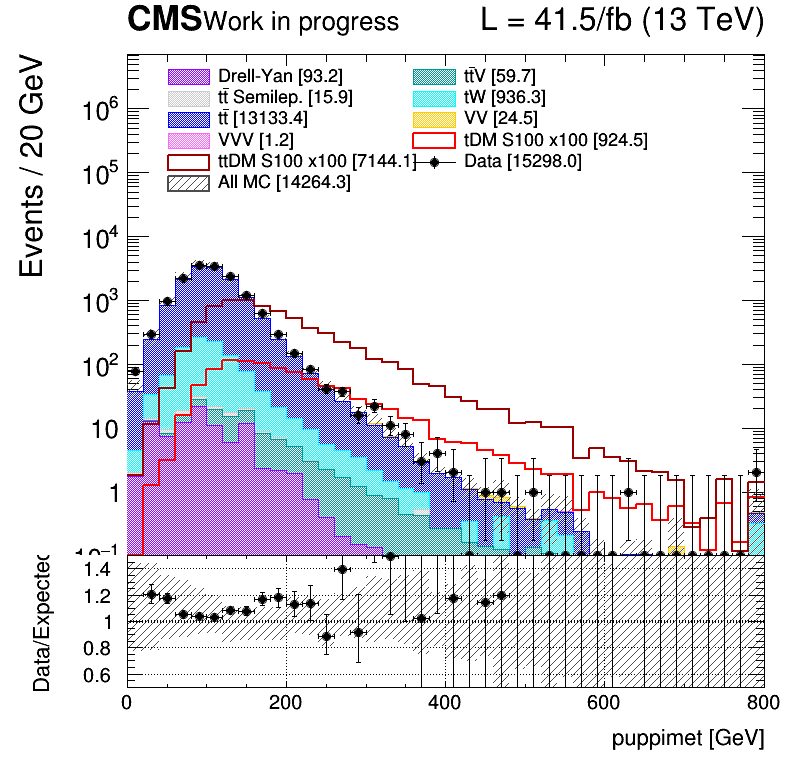 CMS Work in progress L = 41.5/fb (13 TeV)
Events / 20 GeV
Drell-Yan [93.2] tt̄V [59.7]
tt̄ Semilep. [15.9] tW [936.3]
tt̄ [13133.4] VV [24.5]
VVV [1.2] tDM S100 x100 [924.5]
ttDM S100 x100 [7144.1] Data [15298.0]
All MC [14264.3]
10⁶
10⁵
10⁴
10³
10²
10
1
10⁻¹
Data/Expected
1.4
1.2
1
0.8
0.6
0 200 400 600 800
puppimet [GeV]